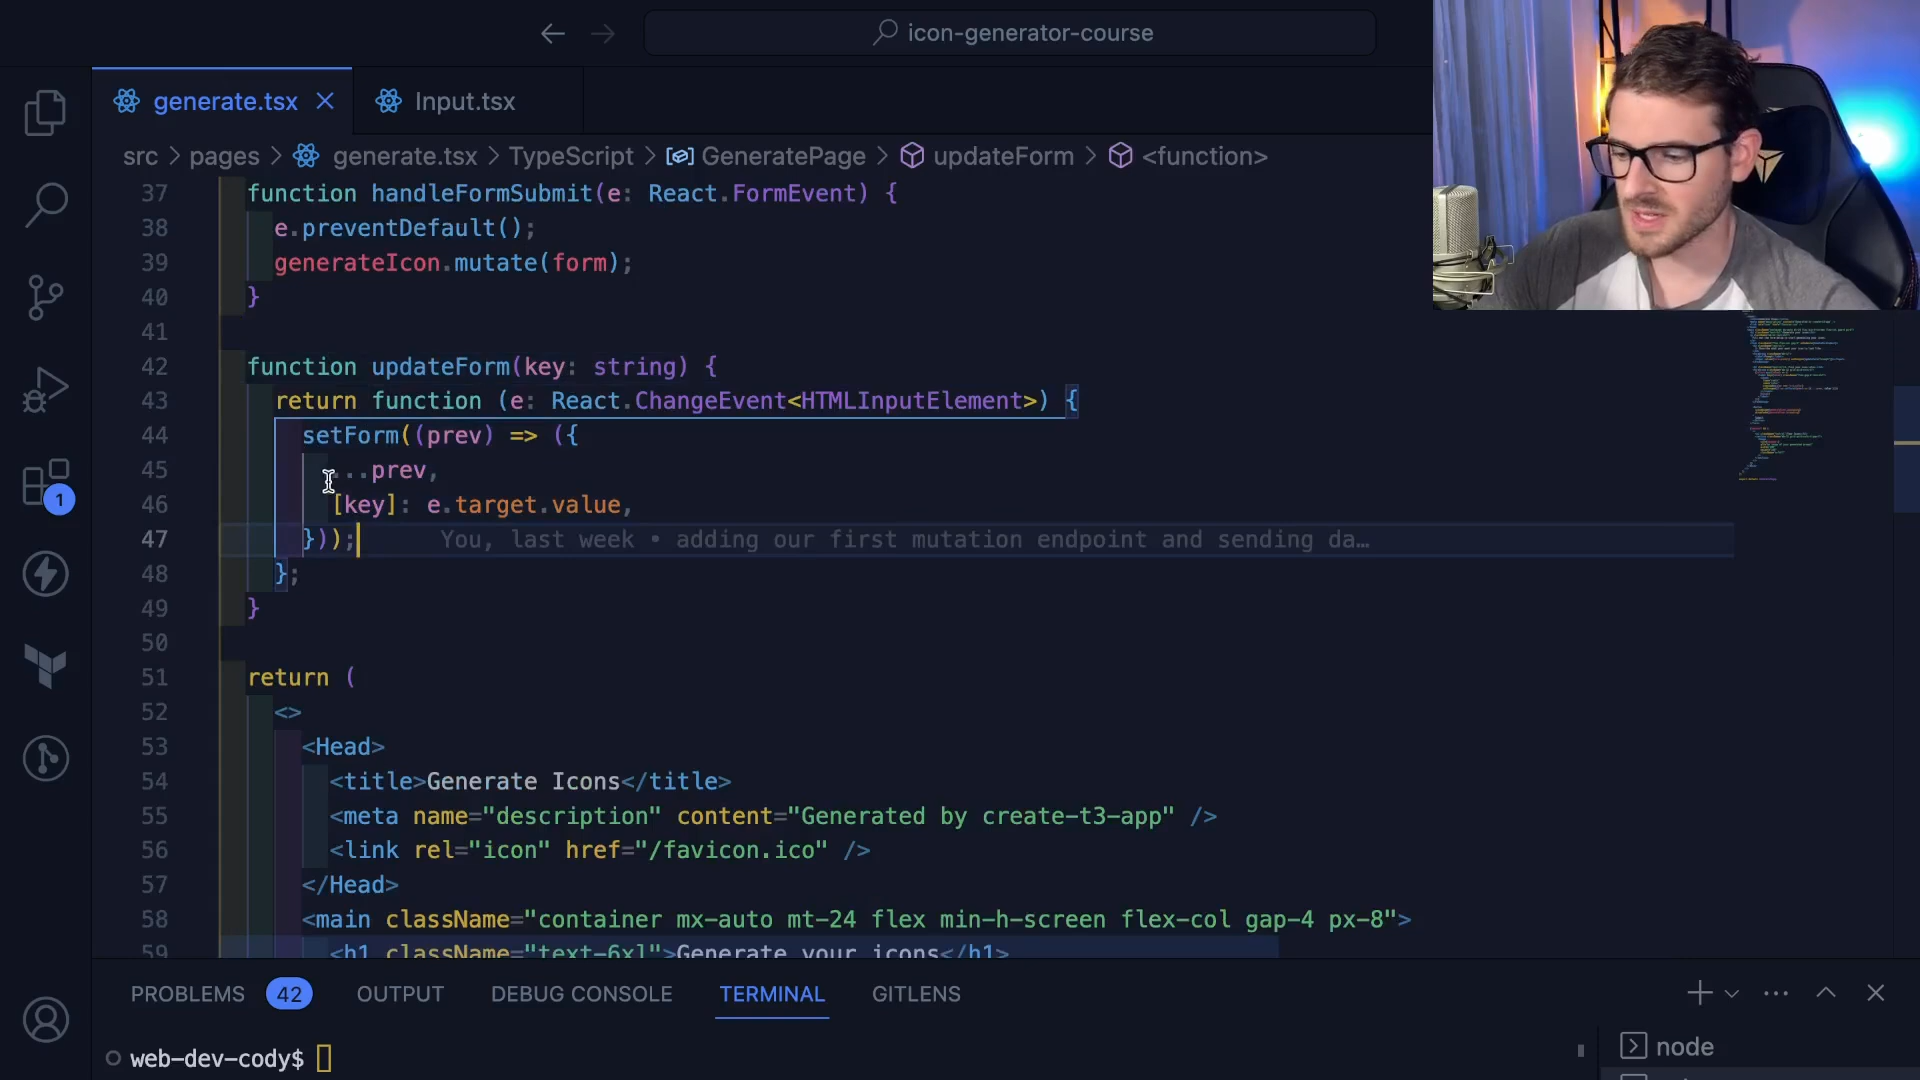 icon-generator-course
generate.tsx
Input.tsx
src > pages > generate.tsx > TypeScript > GeneratePage > updateForm > <function>
37 function handleFormSubmit(e: React.FormEvent) {
38 e.preventDefault();
39 generateIcon.mutate(form);
40 }
41
42 function updateForm(key: string) {
43 return function (e: React.ChangeEvent<HTMLInputElement>) {
44 setForm((prev) => ({
45 ...prev,
46 [key]: e.target.value,
47 })); You, last week • adding our first mutation endpoint and sending da…
48 };
49 }
50
51 return (
52 <>
53 <Head>
54 <title>Generate Icons</title>
55 <meta name="description" content="Generated by create-t3-app" />
56 <link rel="icon" href="/favicon.ico" />
57 </Head>
58 <main className="container mx-auto mt-24 flex min-h-screen flex-col gap-4 px-8">
59 <h1 className="text-6xl">Generate your icons</h1>
1
PROBLEMS 42 OUTPUT DEBUG CONSOLE TERMINAL GITLENS
web-dev-cody$
node